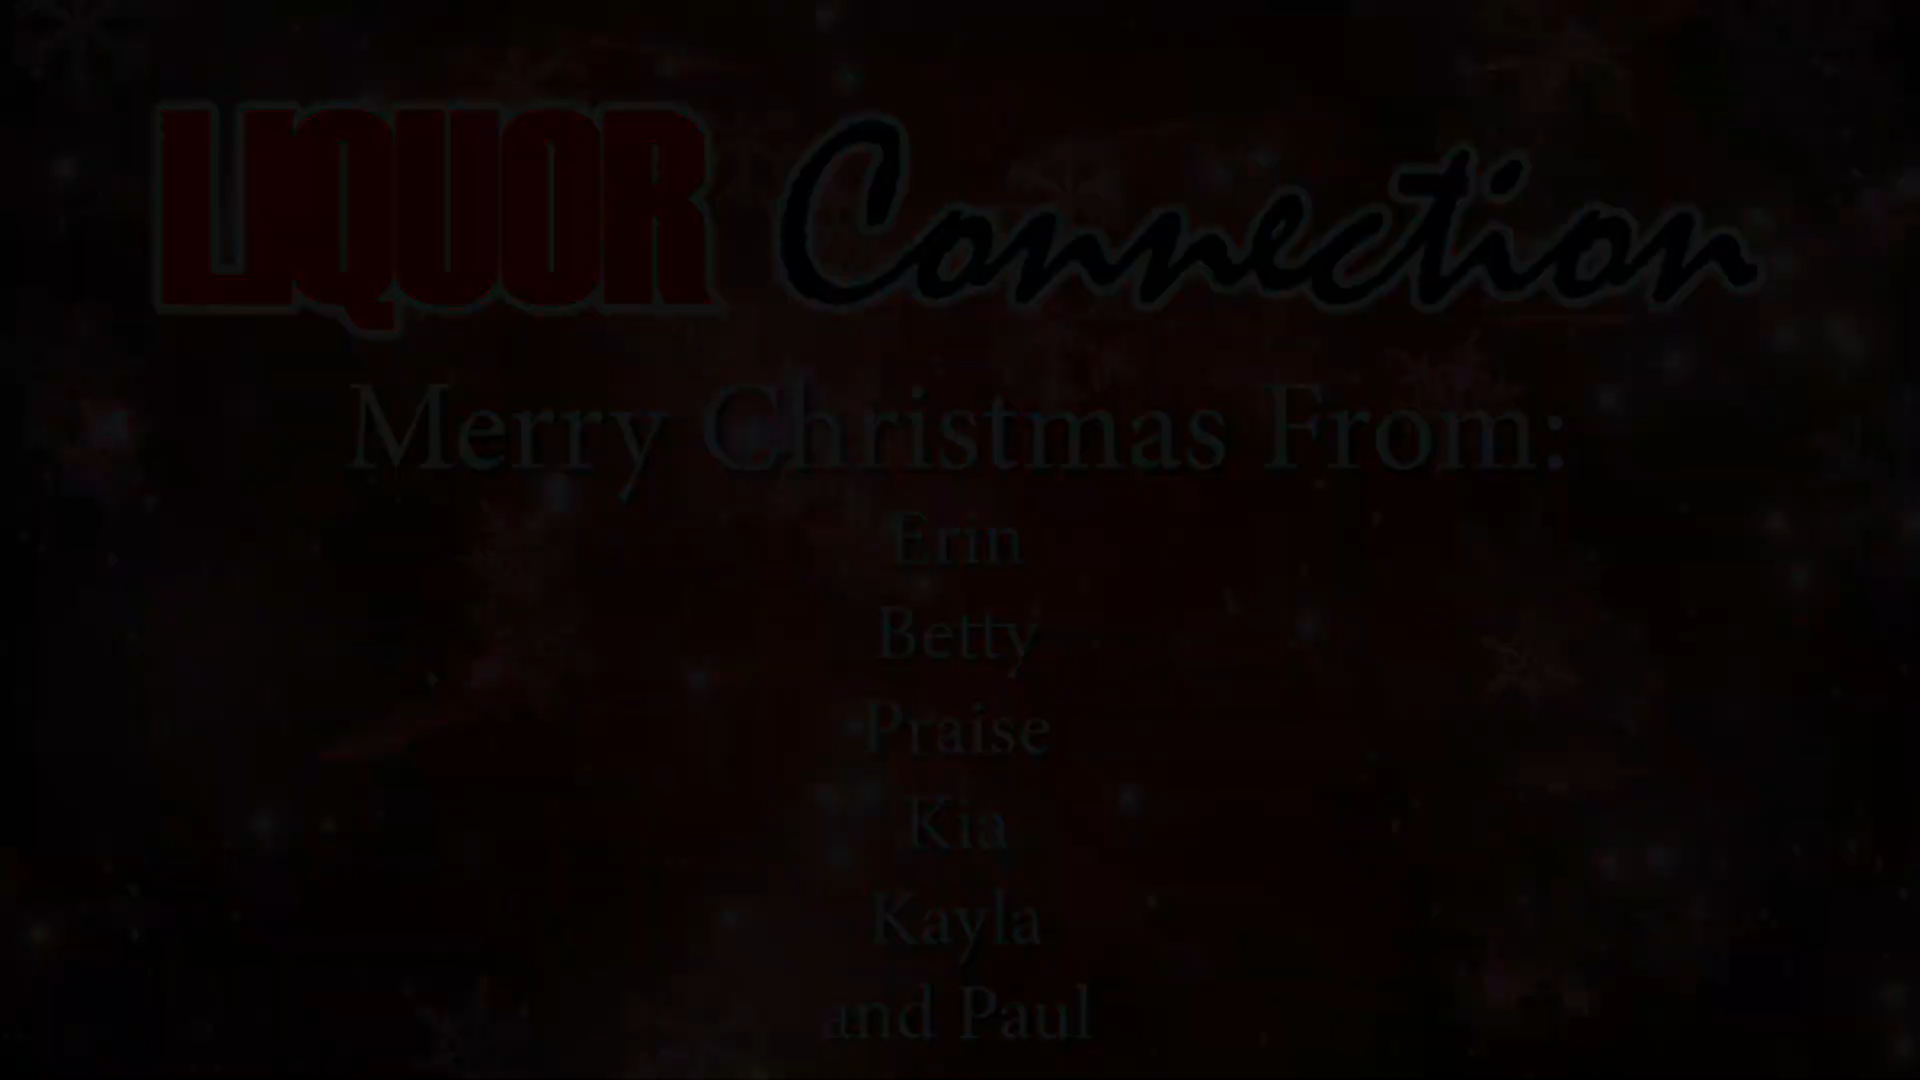 LIQUOR Connection
Merry Christmas From:
Erin
Betty
Praise
Kia
Kayla
and Paul